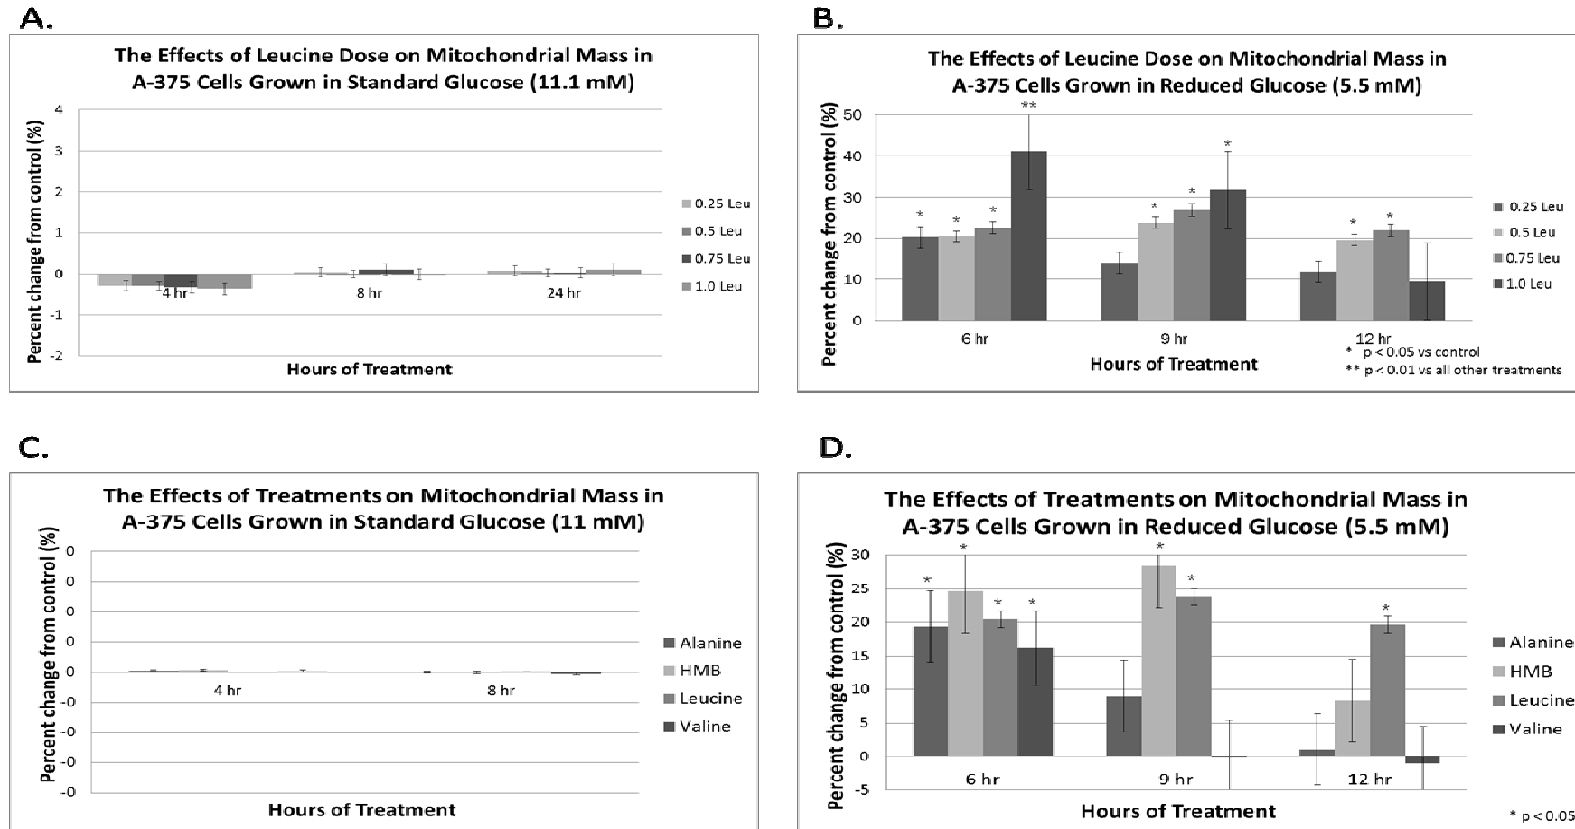 A.
The Effects of Leucine Dose on Mitochondrial Mass in
A-375 Cells Grown in Standard Glucose (11.1 mM)
Percent change from control (%)
4
3
2
1
0
-1
-2
4 hr
8 hr
24 hr
Hours of Treatment
0.25 Leu
0.5 Leu
0.75 Leu
1.0 Leu
B.
The Effects of Leucine Dose on Mitochondrial Mass in
A-375 Cells Grown in Reduced Glucose (5.5 mM)
Percent change from control (%)
50
40
30
20
10
0
*
*
*
**
*
*
*
*
*
6 hr
9 hr
12 hr
Hours of Treatment
0.25 Leu
0.5 Leu
0.75 Leu
1.0 Leu
* p < 0.05 vs control
** p < 0.01 vs all other treatments
C.
The Effects of Treatments on Mitochondrial Mass in
A-375 Cells Grown in Standard Glucose (11 mM)
Percent change from control (%)
0
0
0
0
0
-0
-0
-0
-0
4 hr
8 hr
Hours of Treatment
Alanine
HMB
Leucine
Valine
D.
The Effects of Treatments on Mitochondrial Mass in
A-375 Cells Grown in Reduced Glucose (5.5 mM)
Percent change from control (%)
30
25
20
15
10
5
0
-5
*
*
*
*
*
*
*
6 hr
9 hr
12 hr
Hours of Treatment
Alanine
HMB
Leucine
Valine
* p < 0.05